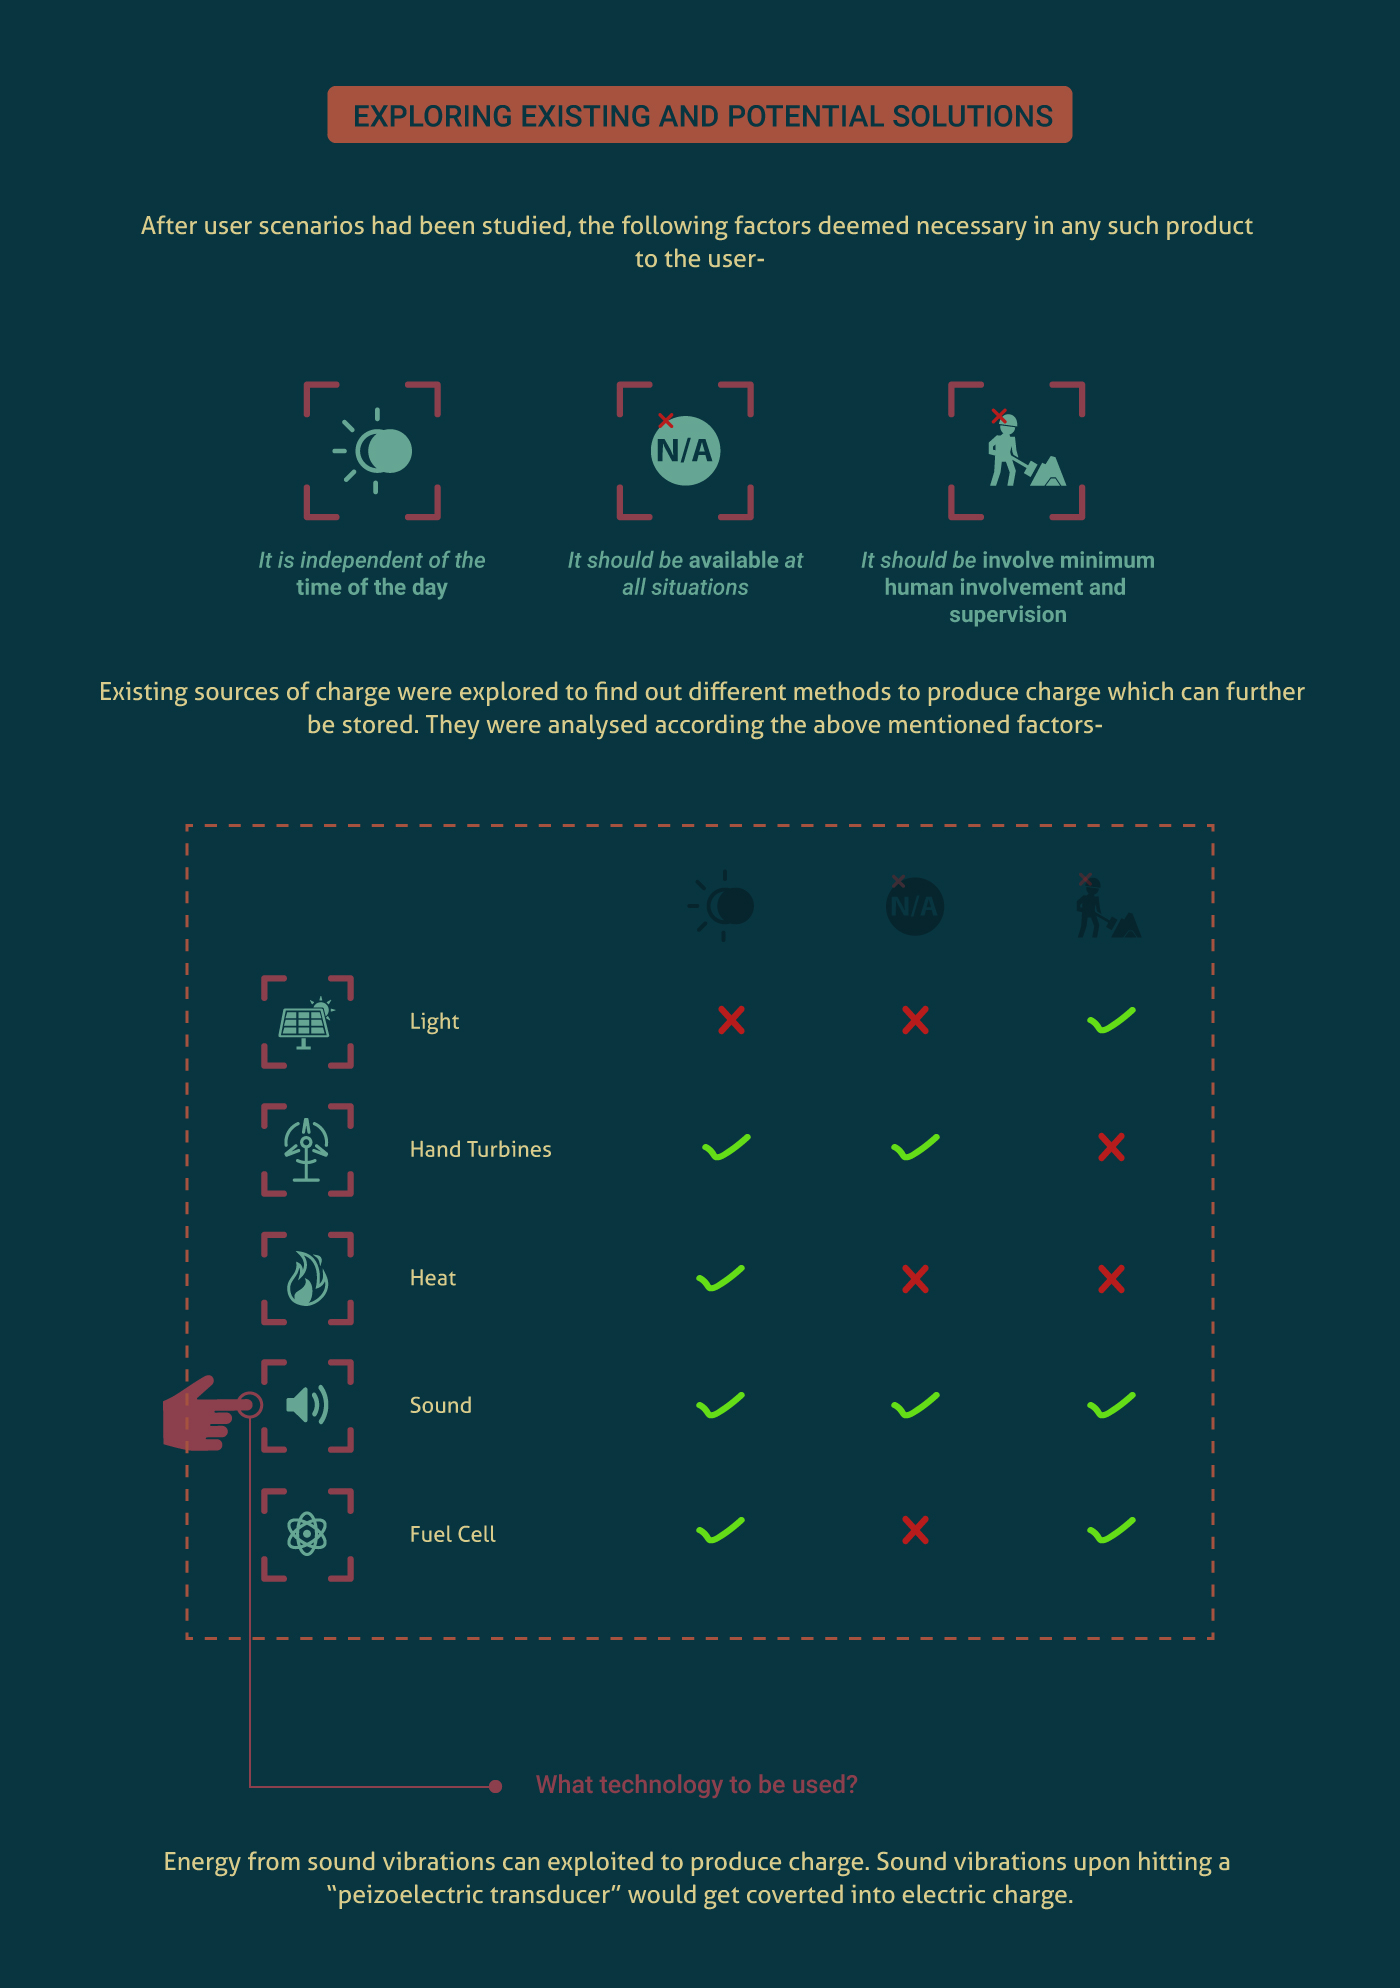 EXPLORING EXISTING AND POTENTIAL SOLUTIONS
After user scenarios had been studied, the following factors deemed necessary in any such product
to the user-
N/A
It is independent of the
time of the day
It should be available at
all situations
It should be involve minimum
human involvement and
supervision
Existing sources of charge were explored to find out different methods to produce charge which can further
be stored. They were analysed according the above mentioned factors-
N/A
Light
Hand Turbines
Heat
Sound
Fuel Cell
What technology to be used?
Energy from sound vibrations can exploited to produce charge. Sound vibrations upon hitting a
“peizoelectric transducer” would get coverted into electric charge.